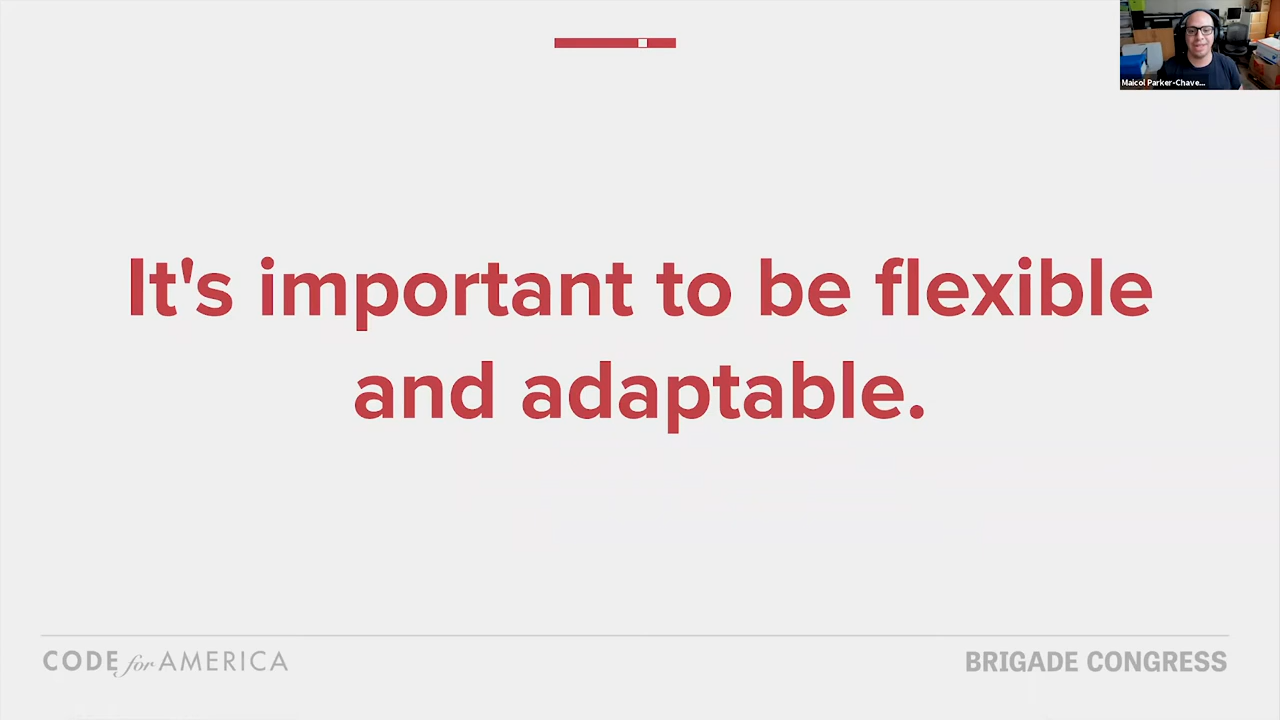 Maicol Parker-Chave...
It's important to be flexible
and adaptable.
CODE for AMERICA
BRIGADE CONGRESS